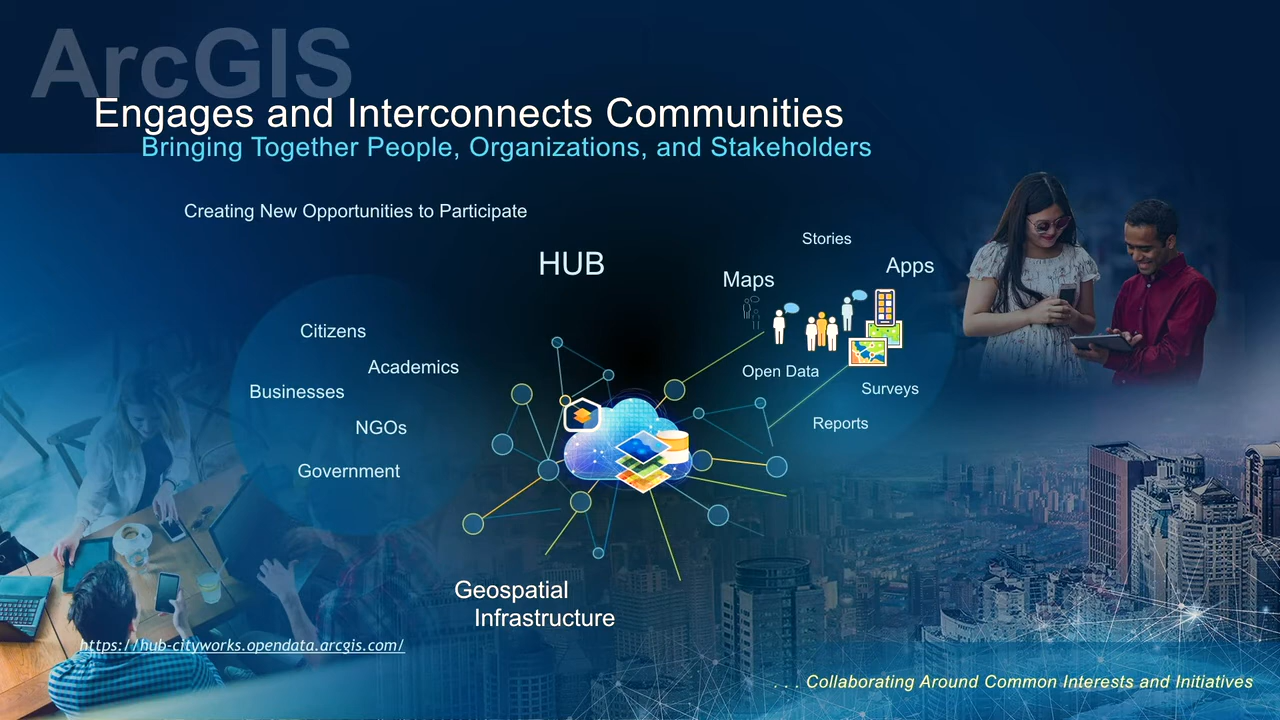 ArcGIS
Engages and Interconnects Communities
Bringing Together People, Organizations, and Stakeholders
Creating New Opportunities to Participate
HUB
Stories
Maps
Apps
Citizens
Academics
Businesses
NGOs
Government
Open Data
Surveys
Reports
Geospatial
Infrastructure
https://hub-cityworks.opendata.arcgis.com/
. . . Collaborating Around Common Interests and Initiatives